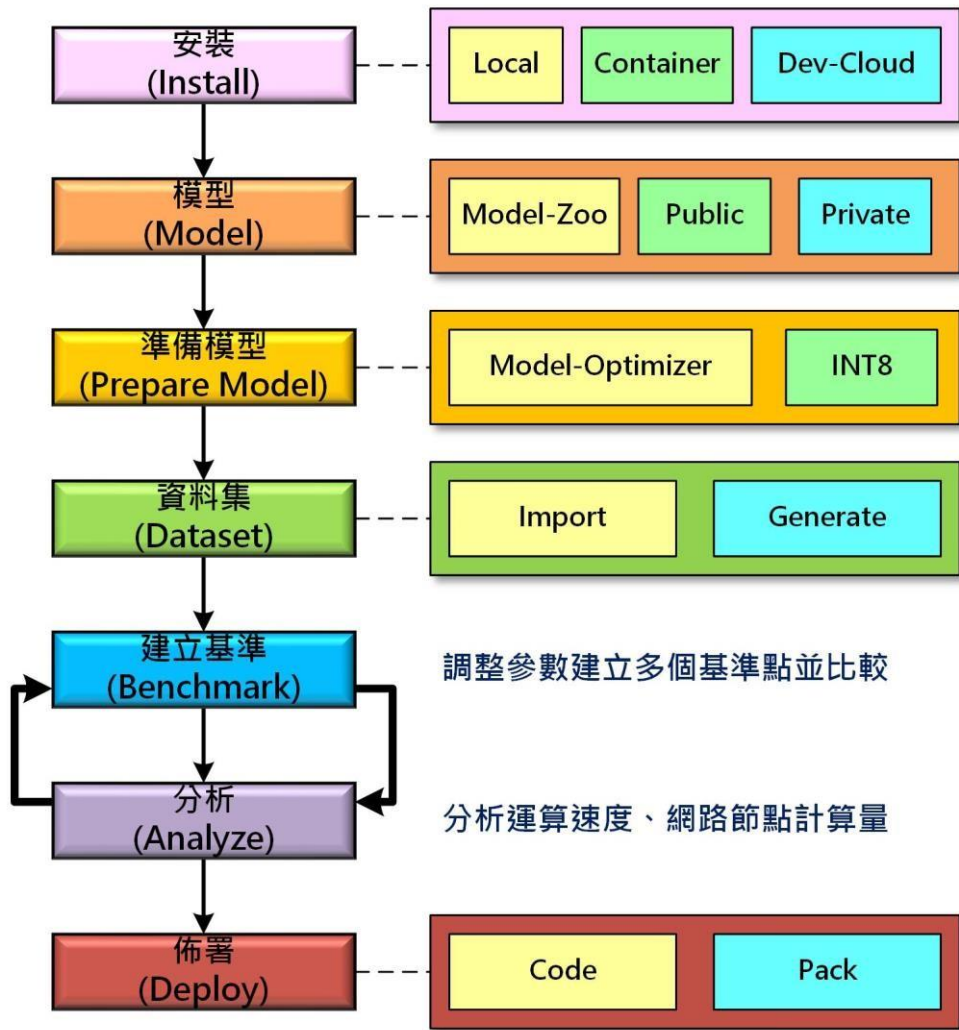 安裝
(Install)
Local
Container
Dev-Cloud
模型
(Model)
Model-Zoo
Public
Private
準備模型
(Prepare Model)
Model-Optimizer
INT8
資料集
(Dataset)
Import
Generate
建立基準
(Benchmark)
調整參數建立多個基準點並比較
分析
(Analyze)
分析運算速度、網路節點計算量
佈署
(Deploy)
Code
Pack